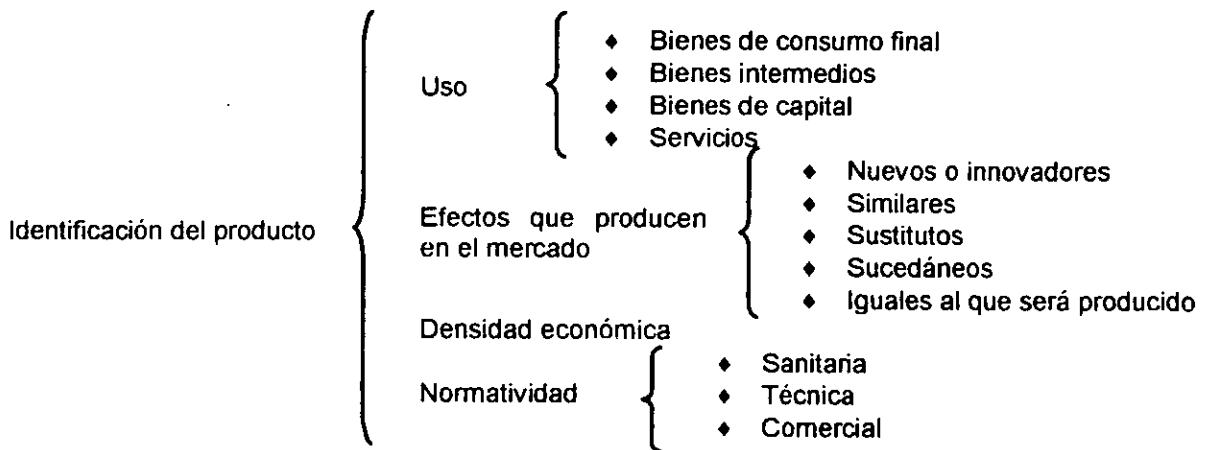 Identificación del producto
Uso
♦ Bienes de consumo final
♦ Bienes intermedios
♦ Bienes de capital
♦ Servicios
Efectos que producen
en el mercado
♦ Nuevos o innovadores
♦ Similares
♦ Sustitutos
♦ Sucedáneos
♦ Iguales al que será producido
Densidad económica
Normatividad
♦ Sanitaria
♦ Técnica
♦ Comercial